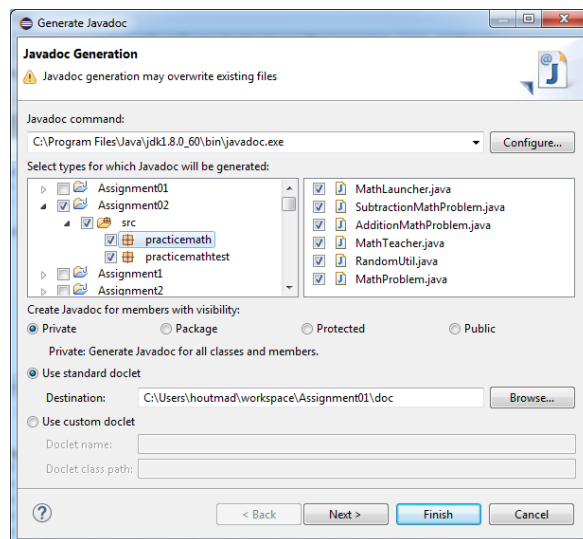 Generate Javadoc
Javadoc Generation
Javadoc generation may overwrite existing files
Javadoc command:
C:\Program Files\Java\jdk1.8.0_60\bin\javadoc.exe
Configure...
Select types for which Javadoc will be generated:
Assignment01
Assignment02
src
practicemath
practicemathtest
Assignment1
Assignment2
MathLauncher.java
SubtractionMathProblem.java
AdditionMathProblem.java
MathTeacher.java
RandomUtil.java
MathProblem.java
Create Javadoc for members with visibility:
Private Package Protected Public
Private: Generate Javadoc for all classes and members.
Use standard doclet
Destination: C:\Users\houtmad\workspace\Assignment01\doc Browse...
Use custom doclet
Doclet name:
Doclet class path:
? < Back Next > Finish Cancel